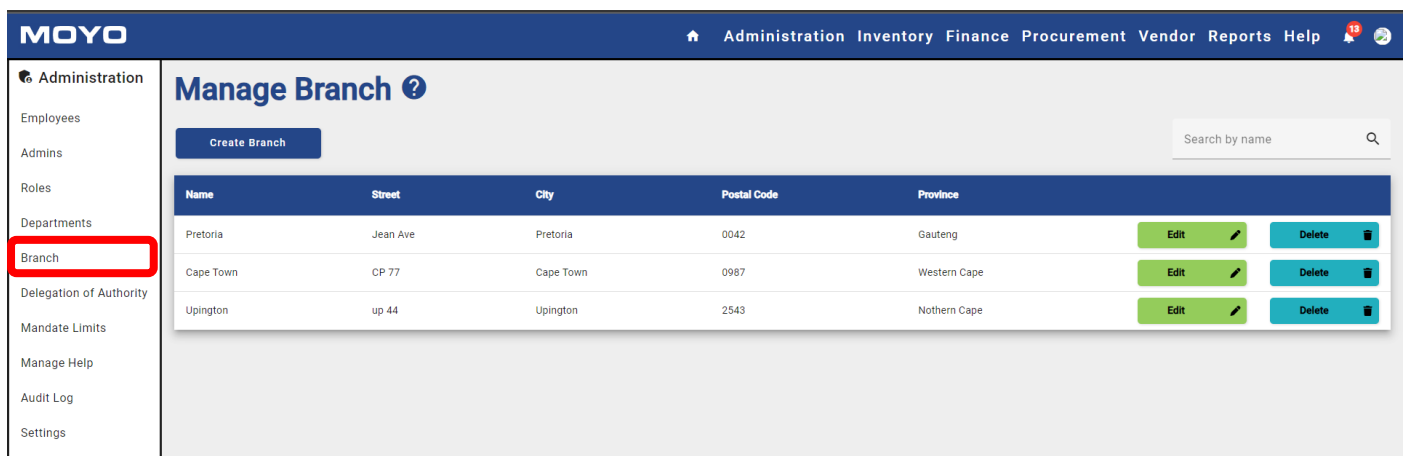 MOYO
Administration Inventory Finance Procurement Vendor Reports Help 13
Administration
Employees
Admins
Roles
Departments
Branch
Delegation of Authority
Mandate Limits
Manage Help
Audit Log
Settings
Manage Branch ?
Create Branch
Search by name
Name Street City Postal Code Province
Pretoria Jean Ave Pretoria 0042 Gauteng Edit Delete
Cape Town CP 77 Cape Town 0987 Western Cape Edit Delete
Upington up 44 Upington 2543 Nothern Cape Edit Delete